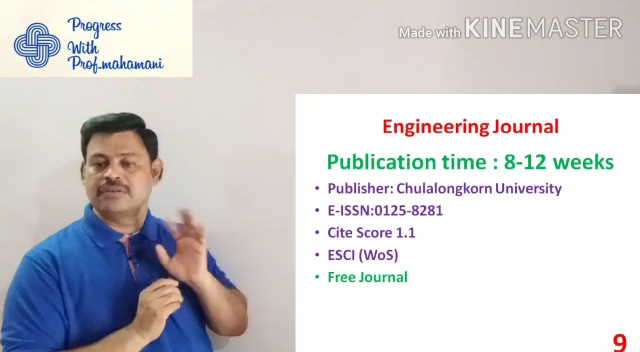 Progress
With
Prof.mahamani
Made with KINEMASTER
Engineering Journal
Publication time : 8-12 weeks
• Publisher: Chulalongkorn University
• E-ISSN:0125-8281
• Cite Score 1.1
• ESCI (WoS)
• Free Journal
9